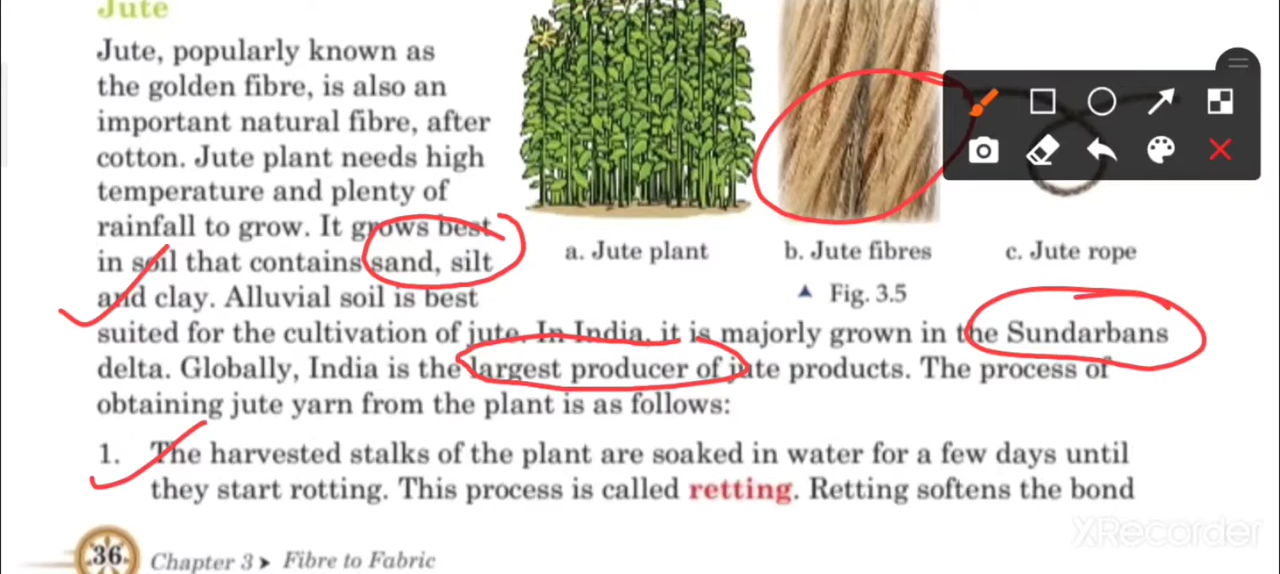 Jute
Jute, popularly known as
the golden fibre, is also an
important natural fibre, after
cotton. Jute plant needs high
temperature and plenty of
rainfall to grow. It grows best
in soil that contains sand, silt
and clay. Alluvial soil is best
suited for the cultivation of jute. In India, it is majorly grown in the Sundarbans
delta. Globally, India is the largest producer of jute products. The process of
obtaining jute yarn from the plant is as follows:
a. Jute plant
b. Jute fibres
c. Jute rope
▲ Fig. 3.5
1. The harvested stalks of the plant are soaked in water for a few days until
they start rotting. This process is called retting. Retting softens the bond
36 Chapter 3 ➤ Fibre to Fabric
XRecorder